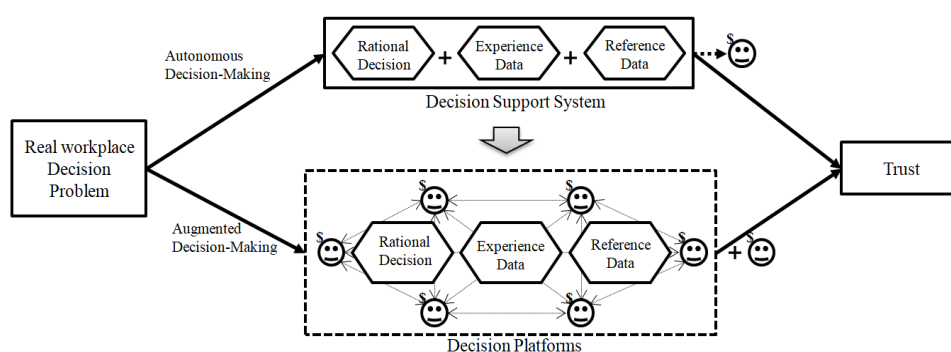 Autonomous
Decision-Making
Rational
Decision
+
Experience
Data
+
Reference
Data
$
Decision Support System
Real workplace
Decision
Problem
Trust
Augmented
Decision-Making
$
$
$
Rational
Decision
Experience
Data
Reference
Data
$
+
$
$
$
Decision Platforms